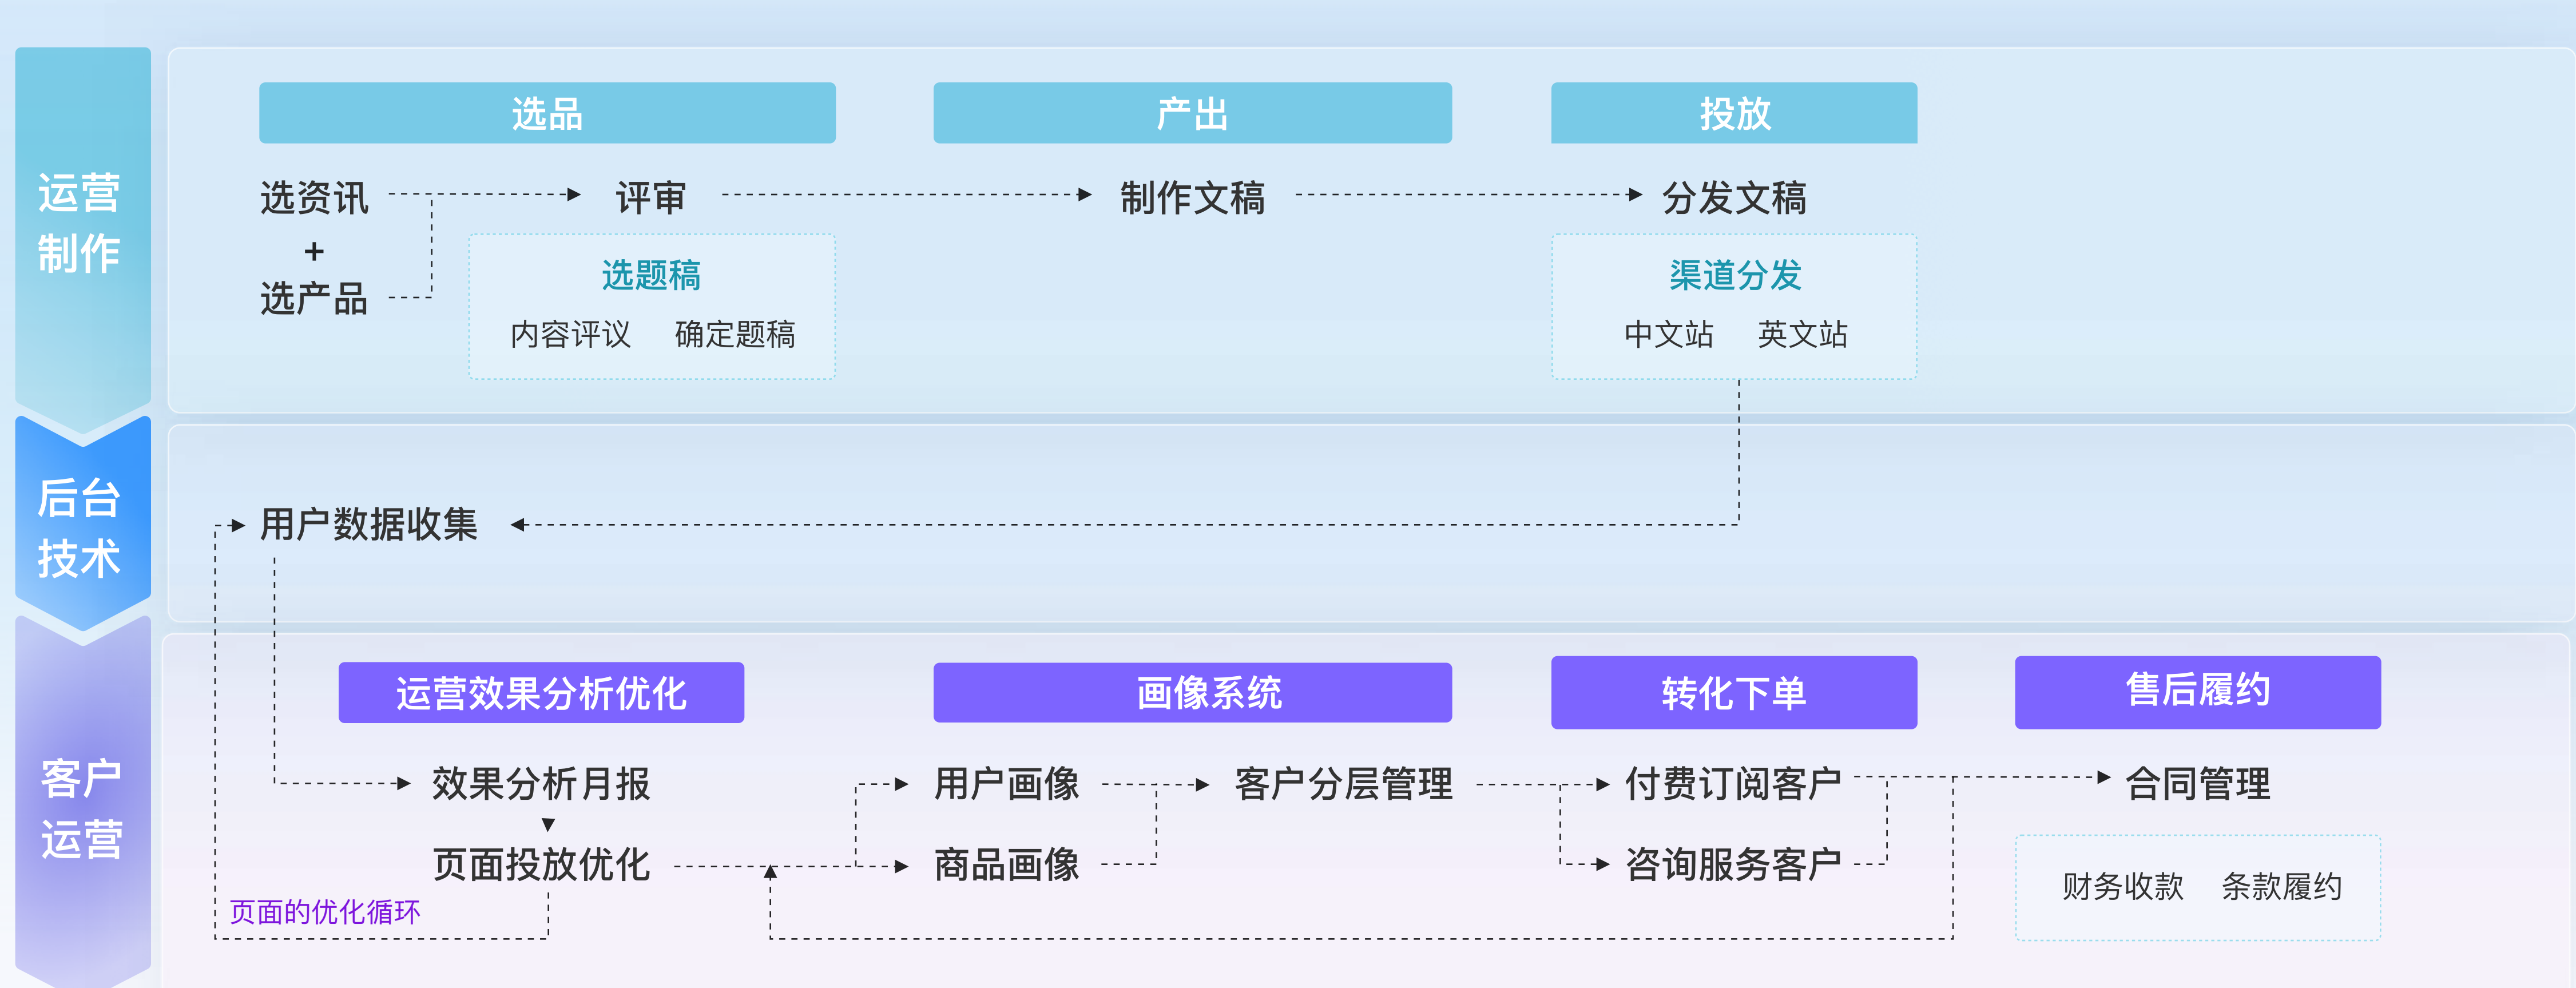 运营
制作
选品
产出
投放
选资讯
评审
制作文稿
分发文稿
+
选产品
选题稿
内容评议
确定题稿
渠道分发
中文站
英文站
后台
技术
用户数据收集
客户
运营
运营效果分析优化
画像系统
转化下单
售后履约
效果分析月报
用户画像
客户分层管理
付费订阅客户
合同管理
页面投放优化
商品画像
咨询服务客户
财务收款
条款履约
页面的优化循环